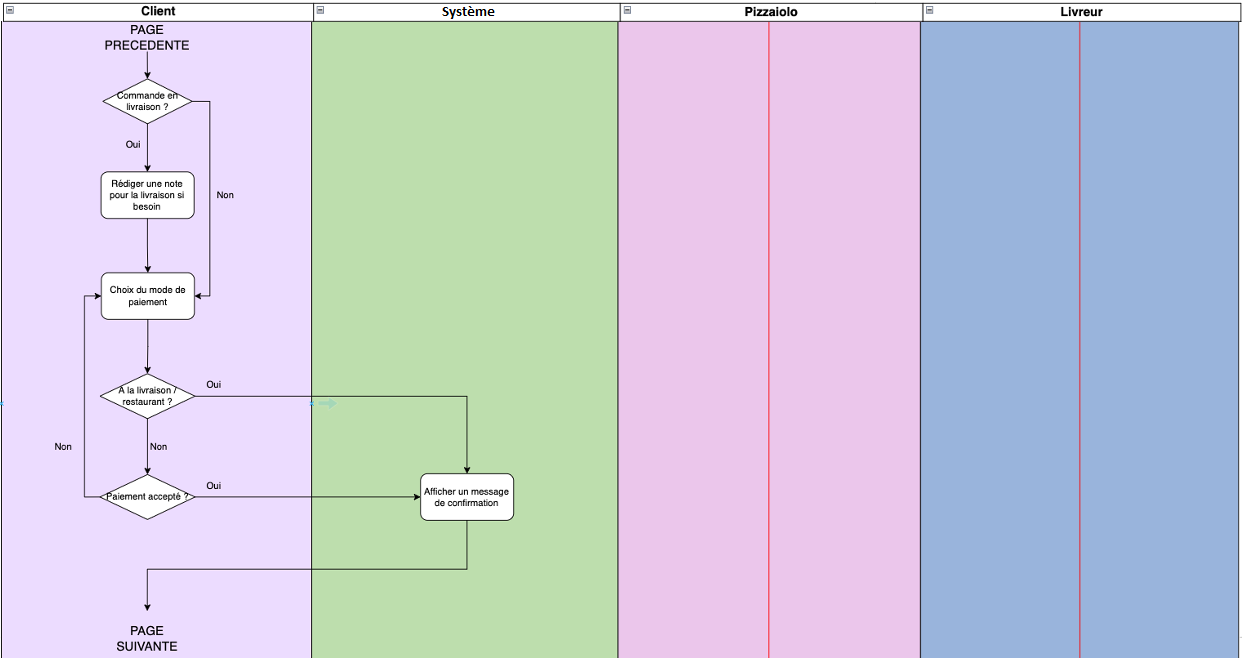 Client
Système
Pizzaiolo
Livreur
PAGE
PRECEDENTE
Commande en
livraison ?
Oui
Rédiger une note
pour la livraison si
besoin
Non
Choix du mode de
paiement
A la livraison /
restaurant ?
Oui
Non
Non
Paiement accepté ?
Oui
Afficher un message
de confirmation
PAGE
SUIVANTE